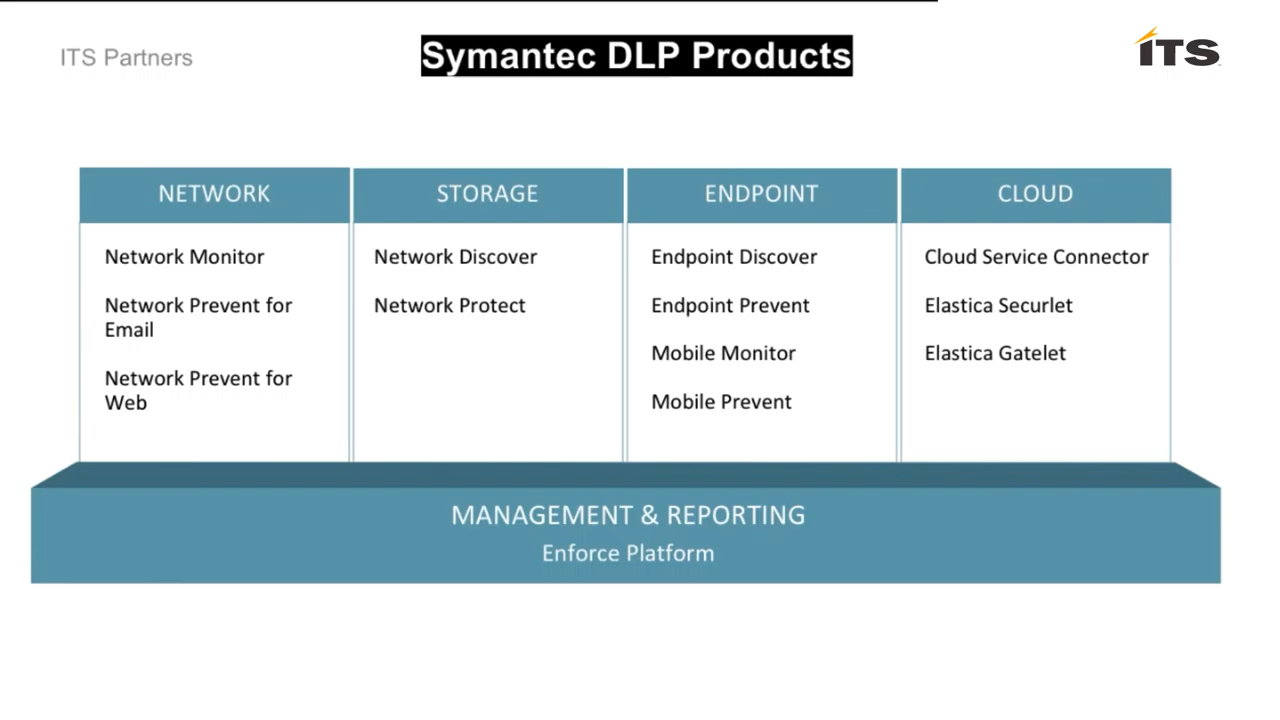 ITS Partners
Symantec DLP Products
ITS
NETWORK
Network Monitor
Network Prevent for
Email
Network Prevent for
Web
STORAGE
Network Discover
Network Protect
ENDPOINT
Endpoint Discover
Endpoint Prevent
Mobile Monitor
Mobile Prevent
CLOUD
Cloud Service Connector
Elastica Securlet
Elastica Gatelet
MANAGEMENT & REPORTING
Enforce Platform